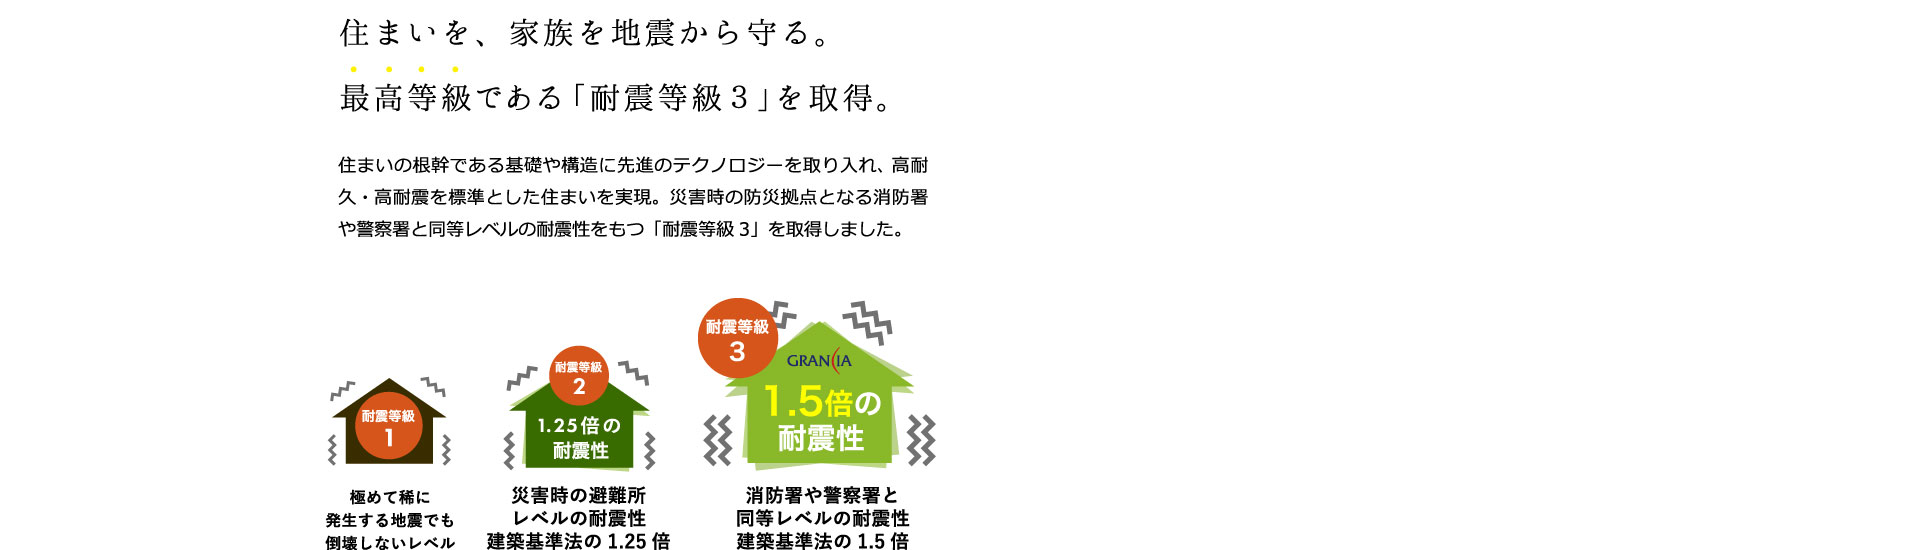 住まいを、家族を地震から守る。
最高等級である「耐震等級３」を取得。
住まいの根幹である基礎や構造に先進のテクノロジーを取り入れ、高耐
久・高耐震を標準とした住まいを実現。災害時の防災拠点となる消防署
や警察署と同等レベルの耐震性をもつ「耐震等級３」を取得しました。
耐震等級
1
極めて稀に
発生する地震でも
倒壊しないレベル
耐震等級
2
1.25倍の
耐震性
災害時の避難所
レベルの耐震性
建築基準法の1.25倍
耐震等級
3
GRANCIA
1.5倍の
耐震性
消防署や警察署と
同等レベルの耐震性
建築基準法の1.5倍